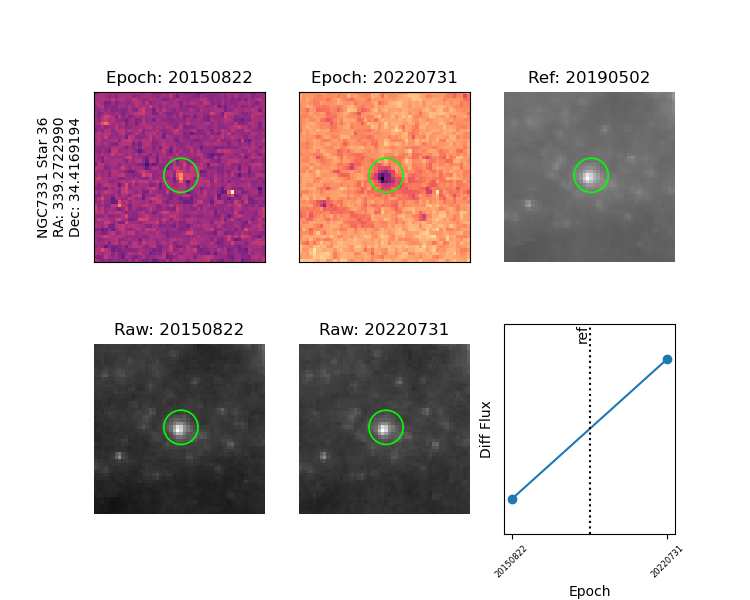 Epoch: 20150822
Epoch: 20220731
Ref: 20190502
NGC7331 Star 36
RA: 339.2722990
Dec: 34.4169194
Raw: 20150822
Raw: 20220731
ref
Diff Flux
20150822
20220731
Epoch